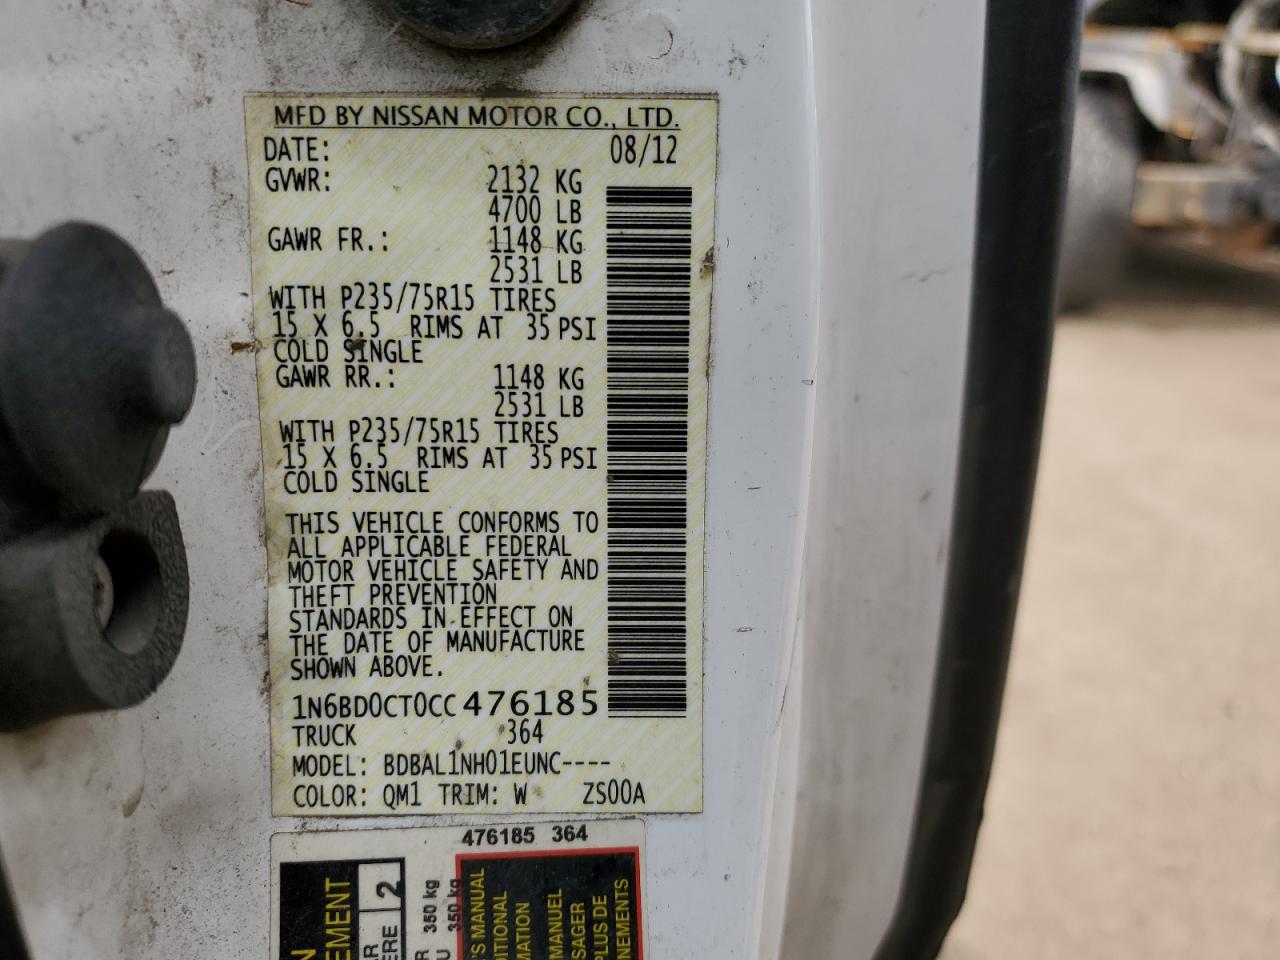 MFD BY NISSAN MOTOR CO., LTD.
DATE: 08/12
GVWR: 2132 KG
4700 LB
GAWR FR.: 1148 KG
2531 LB
WITH P235/75R15 TIRES
15 X 6.5 RIMS AT 35 PSI
COLD SINGLE
GAWR RR.: 1148 KG
2531 LB
WITH P235/75R15 TIRES
15 X 6.5 RIMS AT 35 PSI
COLD SINGLE
THIS VEHICLE CONFORMS TO
ALL APPLICABLE FEDERAL
MOTOR VEHICLE SAFETY AND
THEFT PREVENTION
STANDARDS IN EFFECT ON
THE DATE OF MANUFACTURE
SHOWN ABOVE.
1N6BD0CT0CC476185
TRUCK 364
MODEL: BDBAL1NH01EUNC----
COLOR: QM1 TRIM: W ZS00A
476185 364
2
350 kg
350 kg
'S MANUAL
MANUEL
PLUS DE